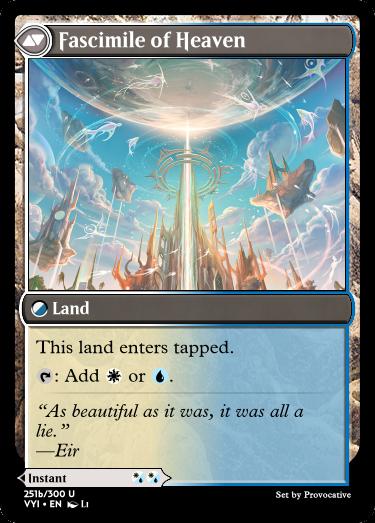 Fascimile of Heaven
Land
This land enters tapped.
: Add or .
“As beautiful as it was, it was all a
lie.”
—Eir
Instant
251b/300 U
VYI • EN LI
Set by Provocative